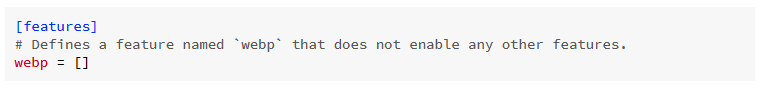 [features]
# Defines a feature named `webp` that does not enable any other features.
webp = []